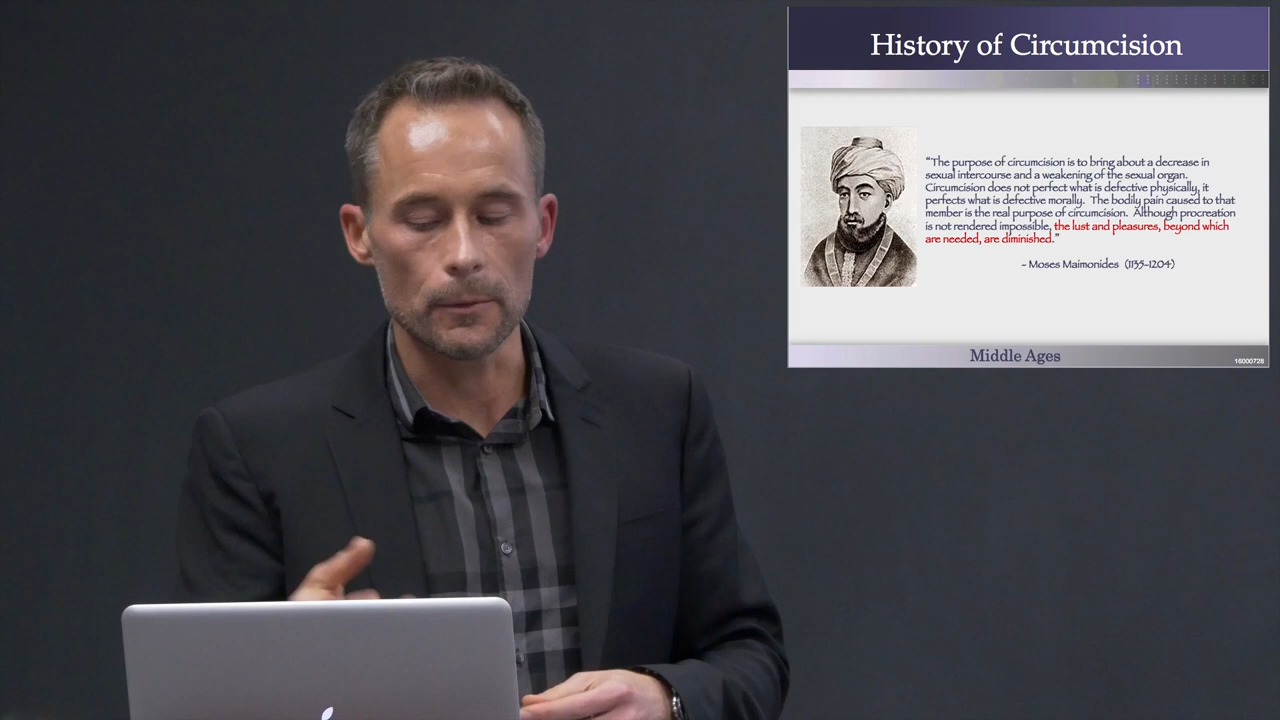 History of Circumcision
“The purpose of circumcision is to bring about a decrease in
sexual intercourse and a weakening of the sexual organ.
Circumcision does not perfect what is defective physically, it
perfects what is defective morally. The bodily pain caused to that
member is the real purpose of circumcision. Although procreation
is not rendered impossible, the lust and pleasures, beyond which
are needed, are diminished.”
- Moses Maimonides (1135-1204)
Middle Ages
16000728